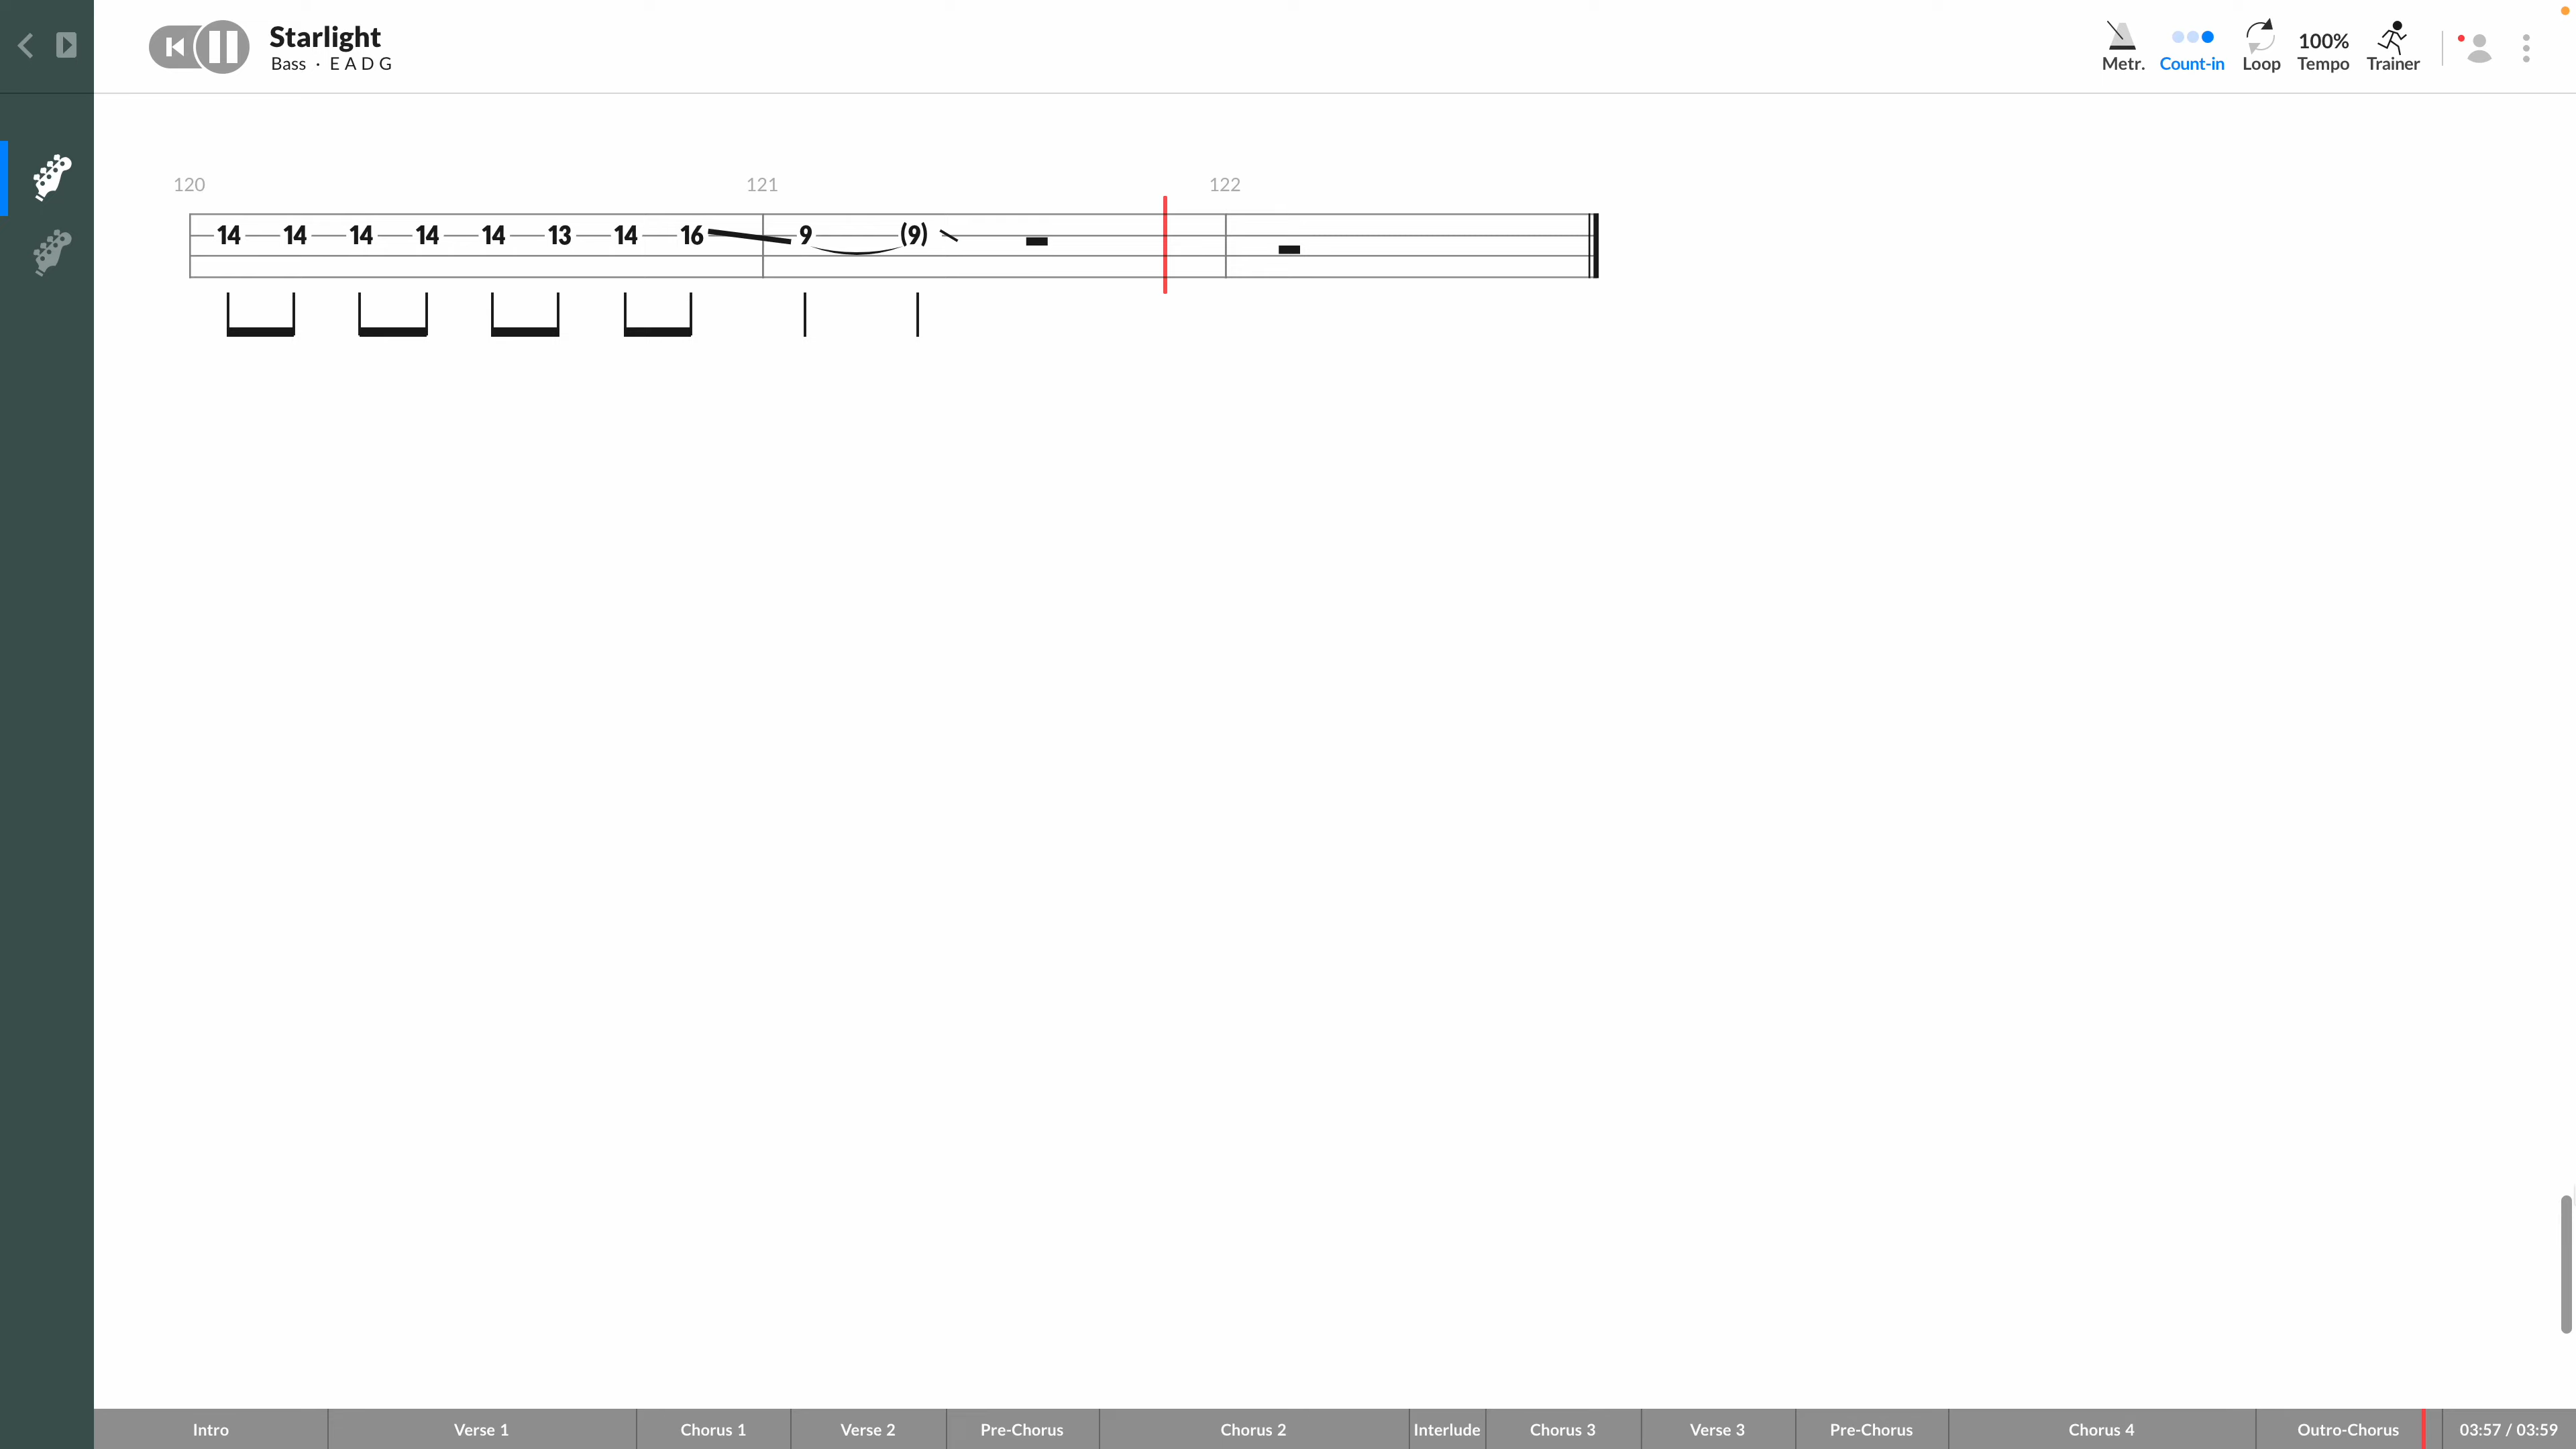 Starlight
Bass · E A D G
Metr.
Count-in
Loop
100%
Tempo
Trainer
120 121 122
14 14 14 14 14 13 14 16 9 (9)
Intro Verse 1 Chorus 1 Verse 2 Pre-Chorus Chorus 2 Interlude Chorus 3 Verse 3 Pre-Chorus Chorus 4 Outro-Chorus 03:57 / 03:59